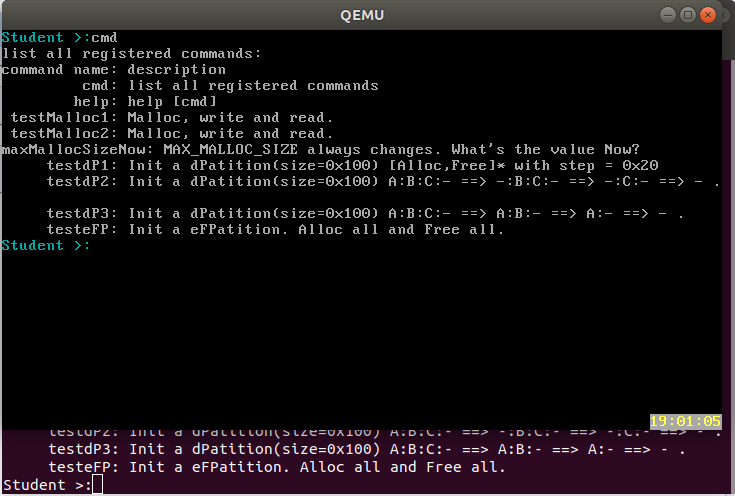 QEMU
Student >:cmd
list all registered commands:
command name: description
cmd: list all registered commands
help: help [cmd]
testMalloc1: Malloc, write and read.
testMalloc2: Malloc, write and read.
maxMallocSizeNow: MAX_MALLOC_SIZE always changes. What's the value Now?
testdP1: Init a dPatition(size=0x100) [Alloc,Free]* with step = 0x20
testdP2: Init a dPatition(size=0x100) A:B:C:- ==> -:B:C:- ==> -:C:- ==> - .
testdP3: Init a dPatition(size=0x100) A:B:C:- ==> A:B:- ==> A:- ==> - .
testeFP: Init a eFPatition. Alloc all and Free all.
Student >:
19:01:05
testdP2: Init a dPatition(size=0x100) A:B:C:- ==> -:B:C:- ==> -:C:- ==> - .
testdP3: Init a dPatition(size=0x100) A:B:C:- ==> A:B:- ==> A:- ==> - .
testeFP: Init a eFPatition. Alloc all and Free all.
Student >: